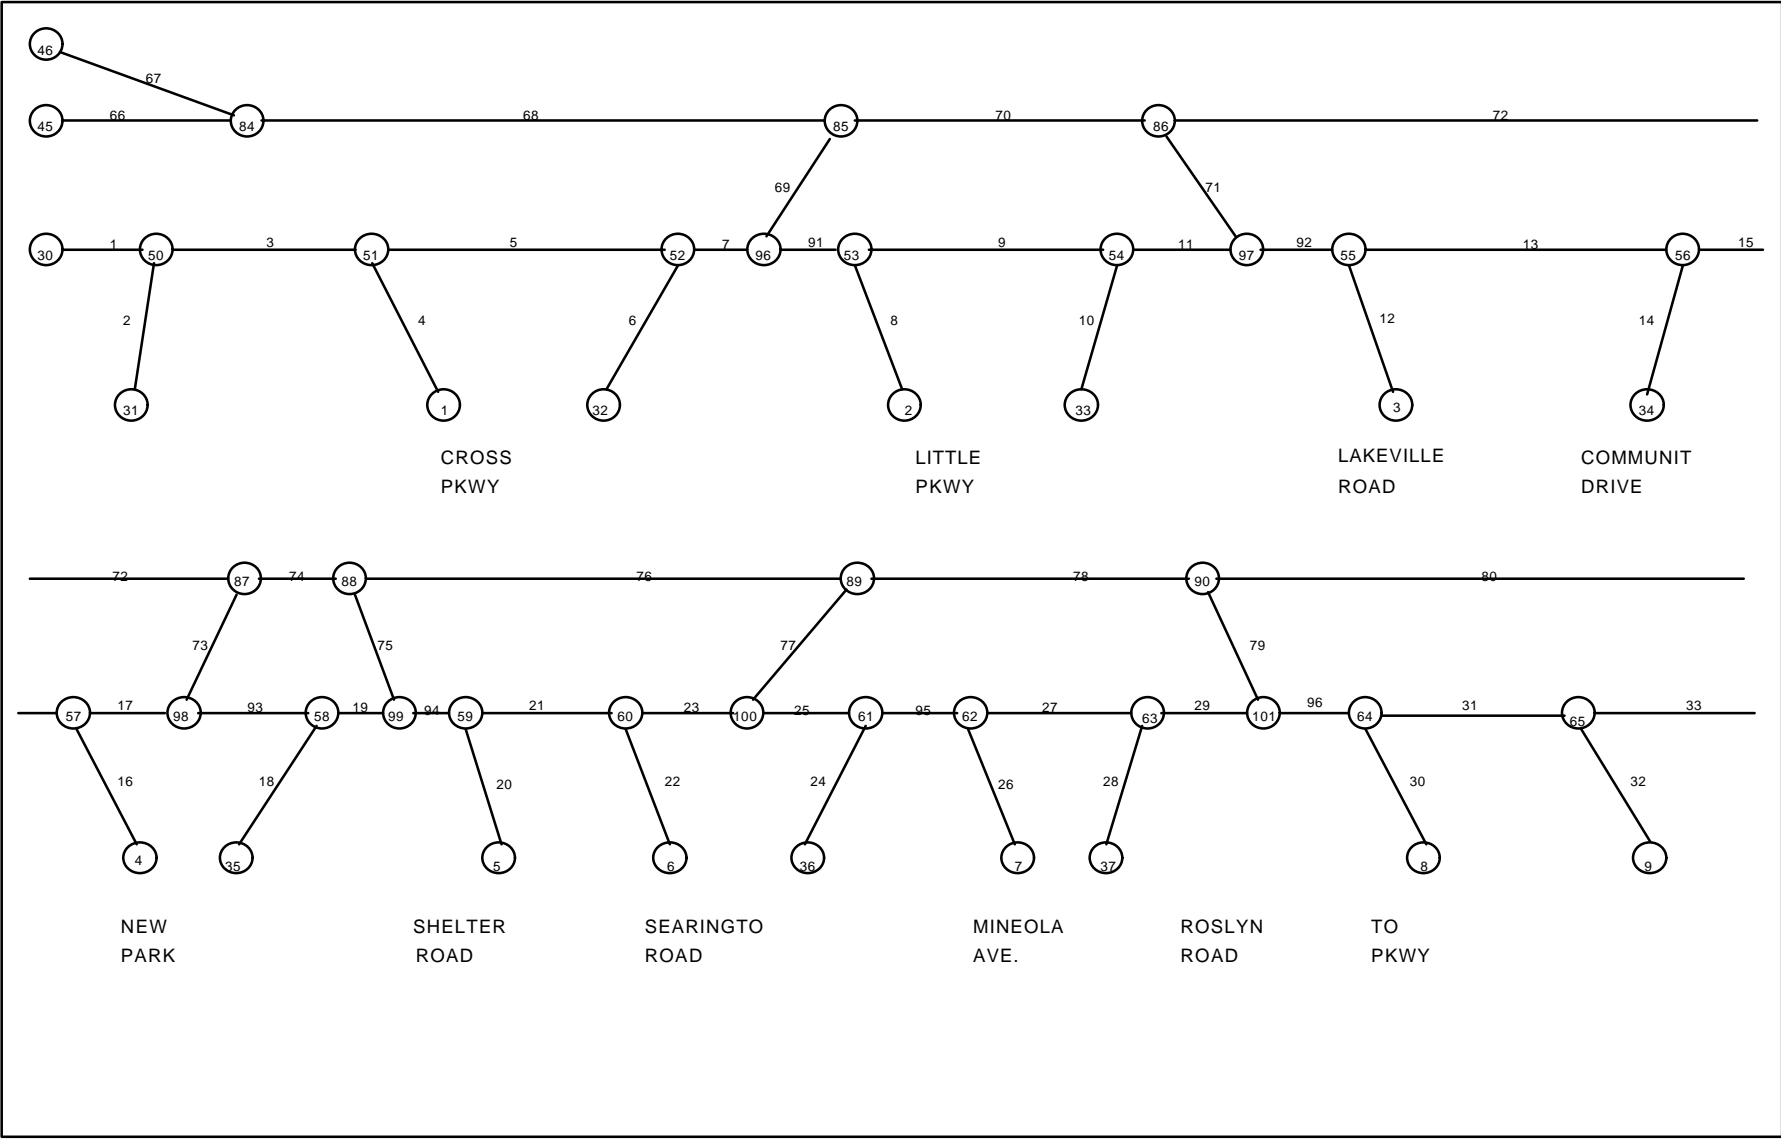 46
67
45 66 84 68 85 70 86 72
69 71
30 1 50 3 51 5 52 7 96 91 53 9 54 11 97 92 55 13 56 15
2 4 6 8 10 12 14
31 1 32 2 33 3 34
CROSS LITTLE LAKEVILLE COMMUNIT
PKWY PKWY ROAD DRIVE
72 87 74 88 76 89 78 90 80
73 75 77 79
57 17 98 93 58 19 99 94 59 21 60 23 100 25 61 95 62 27 63 29 101 96 64 31 65 33
16 18 20 22 24 26 28 30 32
4 35 5 6 36 7 37 8 9
NEW SHELTER SEARINGTO MINEOLA ROSLYN TO
PARK ROAD ROAD AVE. ROAD PKWY